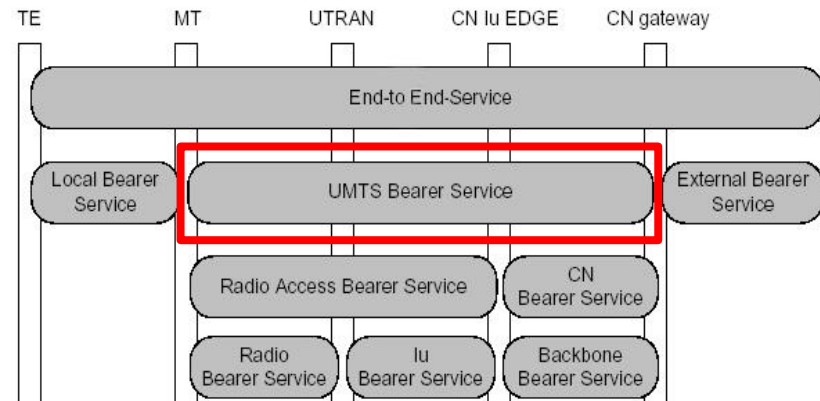 TE MT UTRAN CN Iu EDGE CN gateway
End-to End-Service
Local Bearer
Service
UMTS Bearer Service
External Bearer
Service
Radio Access Bearer Service
CN
Bearer Service
Radio
Bearer Service
Iu
Bearer Service
Backbone
Bearer Service